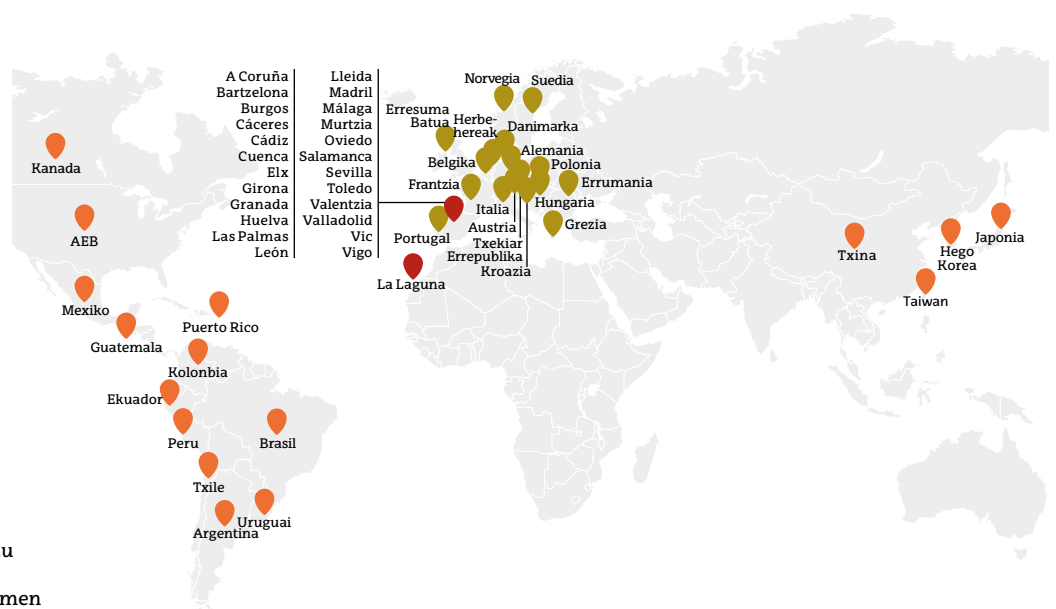 A Coruña
Bartzelona
Burgos
Cáceres
Cádiz
Cuenca
Elx
Girona
Granada
Huelva
Las Palmas
León
Lleida
Madril
Málaga
Murtzia
Oviedo
Salamanca
Sevilla
Toledo
Valentzia
Valladolid
Vic
Vigo
Norvegia
Suedia
Erresuma
Batua
Herbe-
hereak
Danimarka
Alemania
Belgika
Polonia
Frantzia
Errumania
Italia
Hungaria
Austria
Grezia
Portugal
Txekiar
Errepublika
Kroazia
La Laguna
Kanada
AEB
Mexiko
Puerto Rico
Guatemala
Kolonbia
Ekuador
Peru
Brasil
Txile
Uruguai
Argentina
Txina
Hego
Korea
Japonia
Taiwan
u
men